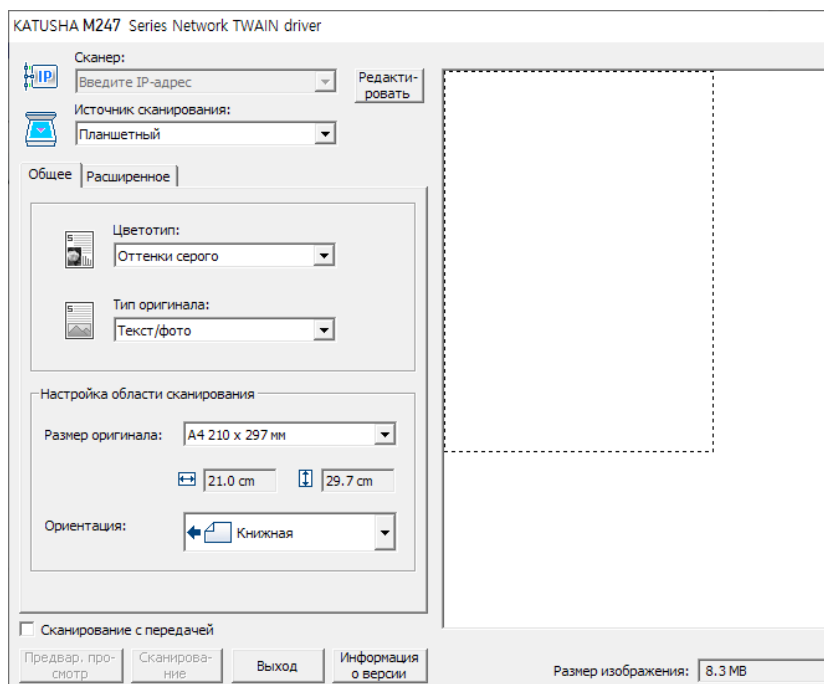 KATUSHA M247 Series Network TWAIN driver
Сканер:
Введите IP-адрес
Редакти-
ровать
IP
Источник сканирования:
Планшетный
Общее
Расширенное
Цветотип:
Оттенки серого
S
Тип оригинала:
Текст/фото
S
Настройка области сканирования
Размер оригинала:
A4 210 x 297 мм
21.0 cm
29.7 cm
Ориентация:
Книжная
Сканирование с передачей
Предвар. про-
смотр
Сканирова-
ние
Выход
Информация
о версии
Размер изображения:
8.3 MB